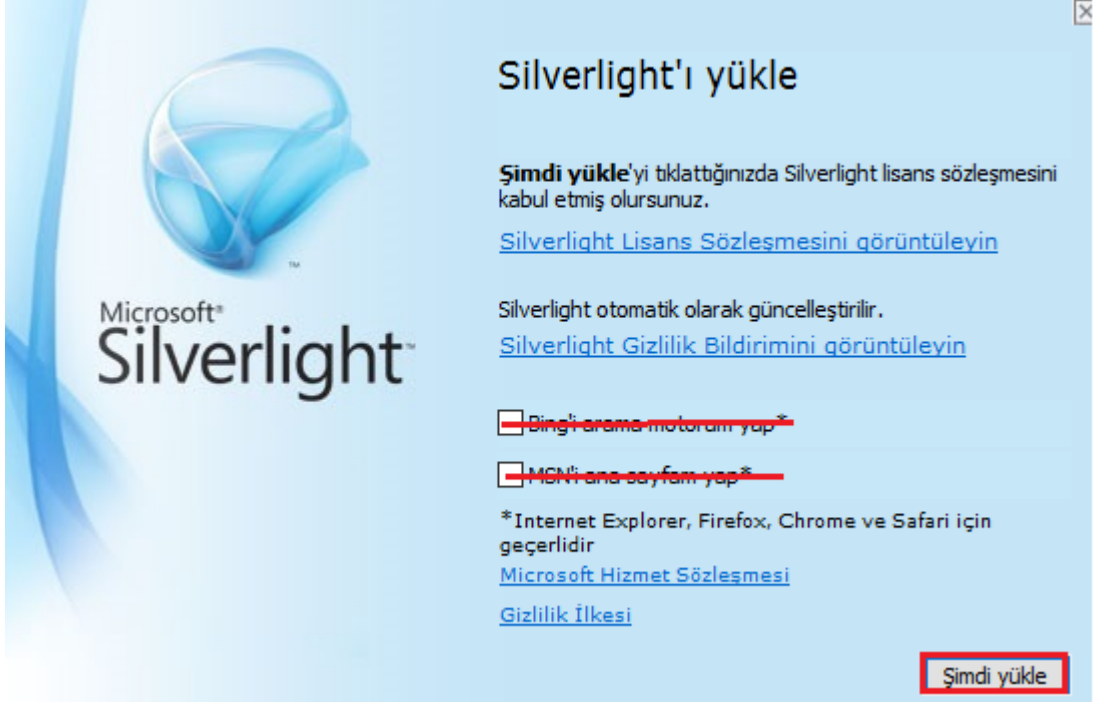 Silverlight'ı yükle
Şimdi yükle'yi tıklattığınızda Silverlight lisans sözleşmesini
kabul etmiş olursunuz.
Silverlight Lisans Sözleşmesini görüntüleyin
Silverlight otomatik olarak güncelleştirilir.
Silverlight Gizlilik Bildirimini görüntüleyin
Bing'i arama motorum yap*
MSN'i ana sayfam yap*
*Internet Explorer, Firefox, Chrome ve Safari için
geçerlidir
Microsoft Hizmet Sözleşmesi
Gizlilik İlkesi
Şimdi yükle
TM
Microsoft®
Silverlight™